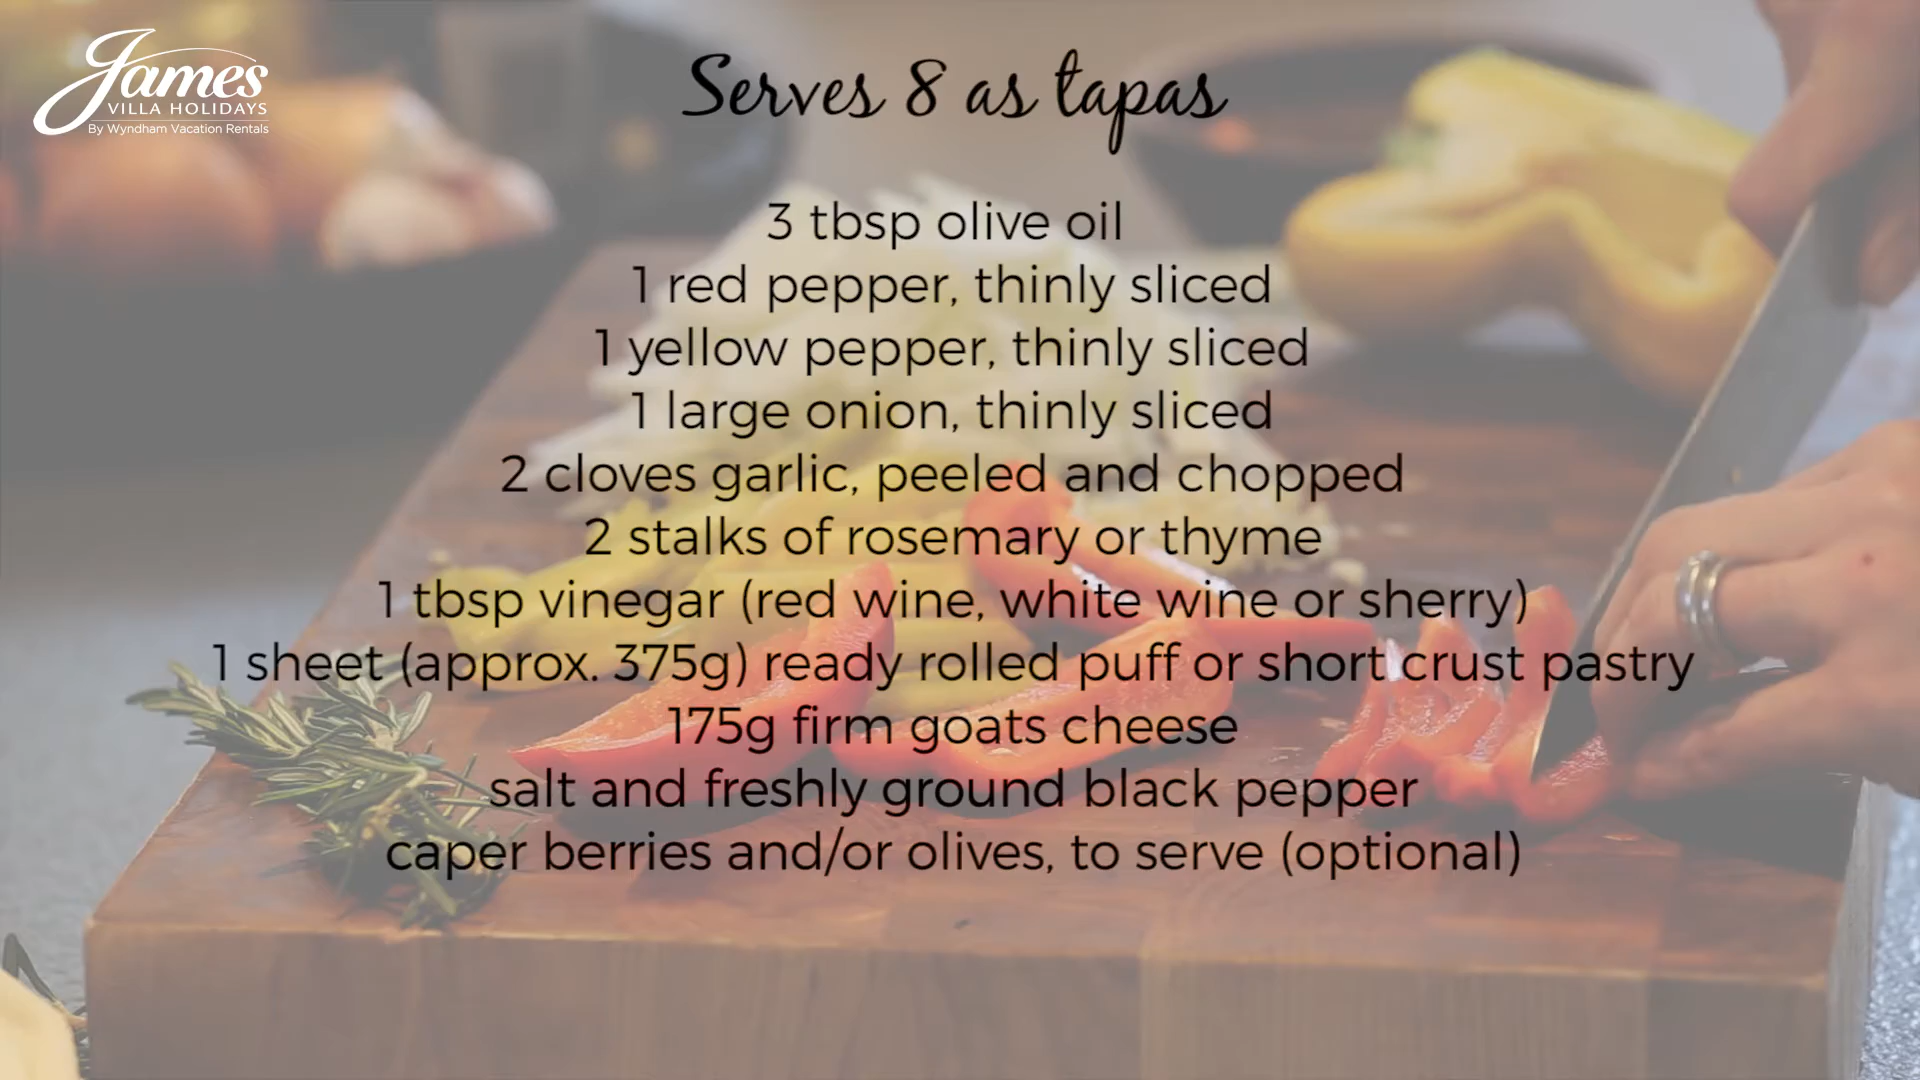 James
VILLA HOLIDAYS
By Wyndham Vacation Rentals
Serves 8 as tapas
3 tbsp olive oil
1 red pepper, thinly sliced
1 yellow pepper, thinly sliced
1 large onion, thinly sliced
2 cloves garlic, peeled and chopped
2 stalks of rosemary or thyme
1 tbsp vinegar (red wine, white wine or sherry)
1 sheet (approx. 375g) ready rolled puff or short crust pastry
175g firm goats cheese
salt and freshly ground black pepper
caper berries and/or olives, to serve (optional)